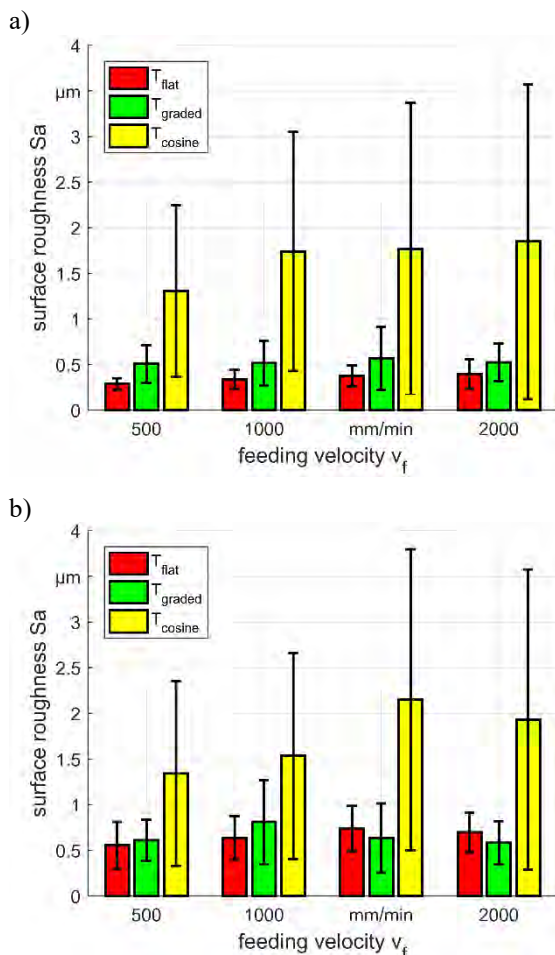 a)
4
μm
3
2.5
2
1.5
1
0.5
0
surface roughness Sa
T_flat
T_graded
T_cosine
500 1000 mm/min 2000
feeding velocity v_f
b)
4
μm
3
2.5
2
1.5
1
0.5
0
surface roughness Sa
T_flat
T_graded
T_cosine
500 1000 mm/min 2000
feeding velocity v_f